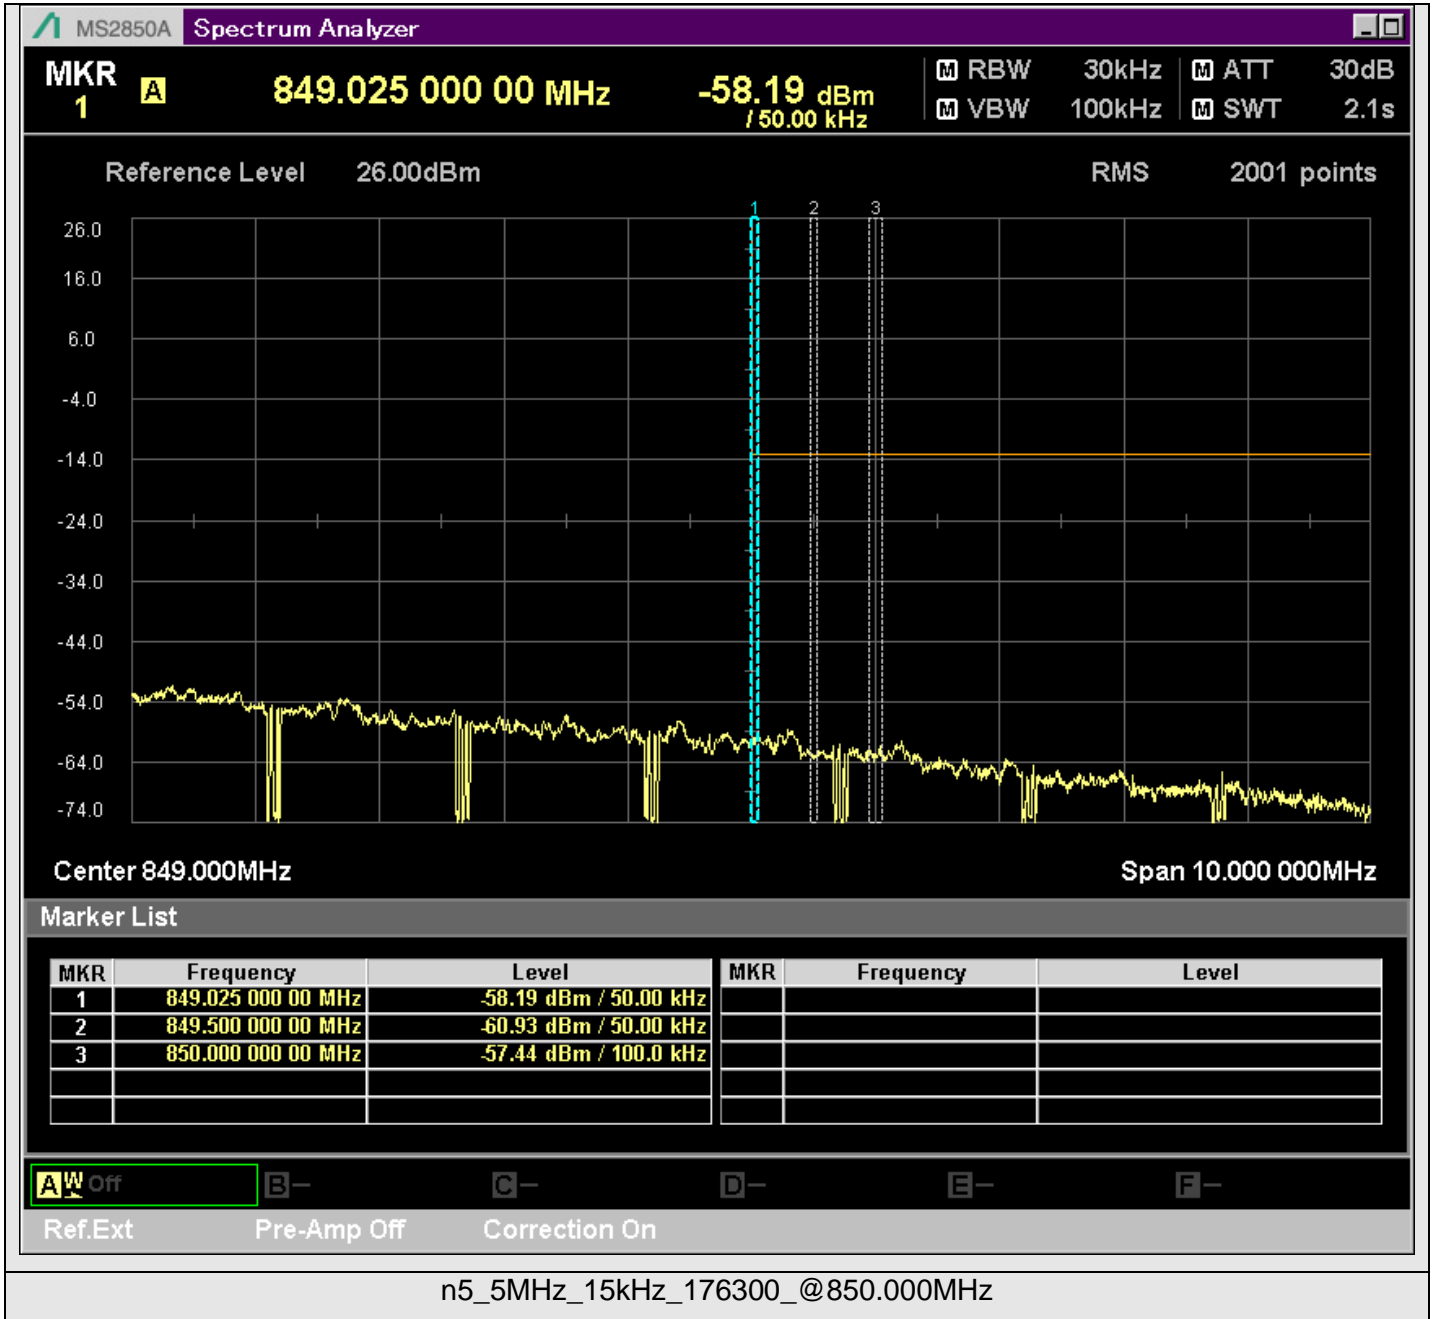 MS2850A Spectrum Analyzer
MKR 1 A 849.025 000 00 MHz -58.19 dBm / 50.00 kHz
M RBW 30kHz M ATT 30dB
M VBW 100kHz M SWT 2.1s
Reference Level 26.00dBm RMS 2001 points
1 2 3
26.0
16.0
6.0
-4.0
-14.0
-24.0
-34.0
-44.0
-54.0
-64.0
-74.0
Center 849.000MHz Span 10.000 000MHz
Marker List
MKR Frequency Level MKR Frequency Level
1 849.025 000 00 MHz -58.19 dBm / 50.00 kHz
2 849.500 000 00 MHz -60.93 dBm / 50.00 kHz
3 850.000 000 00 MHz -57.44 dBm / 100.0 kHz
A W Off B - C - D - E - F -
Ref.Ext Pre-Amp Off Correction On
n5_5MHz_15kHz_176300_@850.000MHz